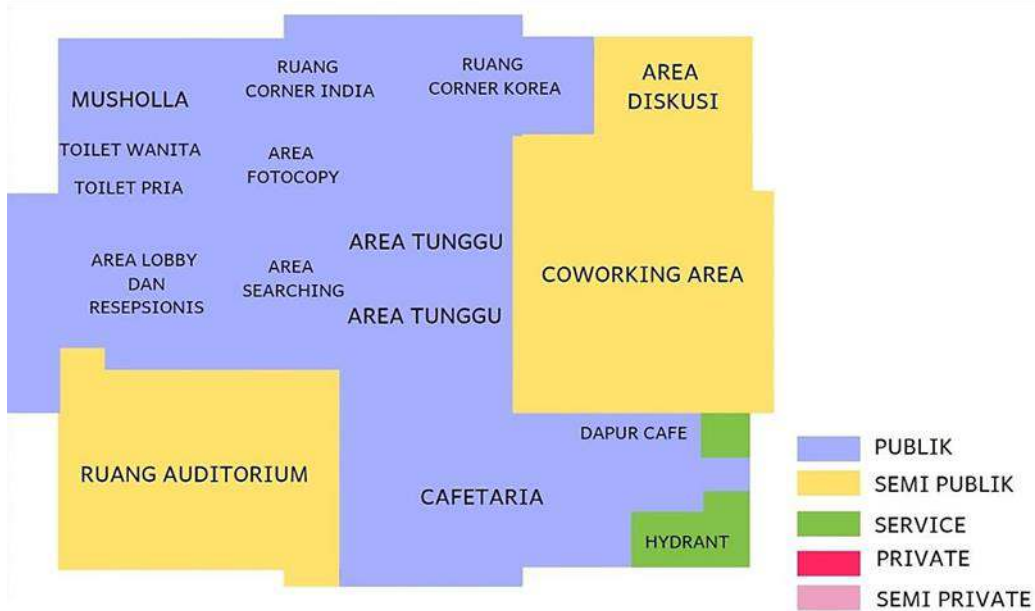 RUANG
CORNER INDIA
RUANG
CORNER KOREA
AREA
DISKUSI
MUSHOLLA
TOILET WANITA
AREA
FOTOCOPY
TOILET PRIA
AREA TUNGGU
AREA LOBBY
DAN
RESEPSIONIS
AREA
SEARCHING
COWORKING AREA
AREA TUNGGU
DAPUR CAFE
RUANG AUDITORIUM
CAFETARIA
HYDRANT
PUBLIK
SEMI PUBLIK
SERVICE
PRIVATE
SEMI PRIVATE